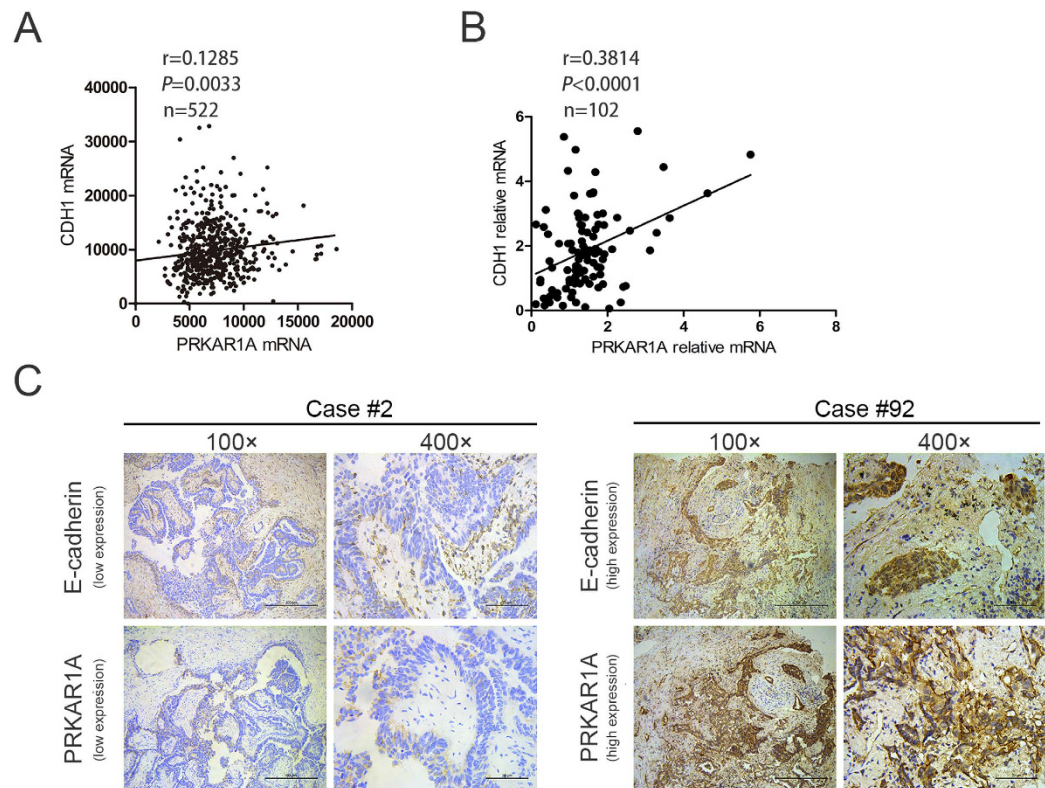 A
r=0.1285
P=0.0033
n=522
40000
30000
20000
10000
0
CDH1 mRNA
0 5000 10000 15000 20000
PRKAR1A mRNA
B
r=0.3814
P<0.0001
n=102
6
4
2
0
CDH1 relative mRNA
0 2 4 6 8
PRKAR1A relative mRNA
C
Case #2
100× 400×
E-cadherin
(low expression)
PRKAR1A
(low expression)
Case #92
100× 400×
E-cadherin
(high expression)
PRKAR1A
(high expression)